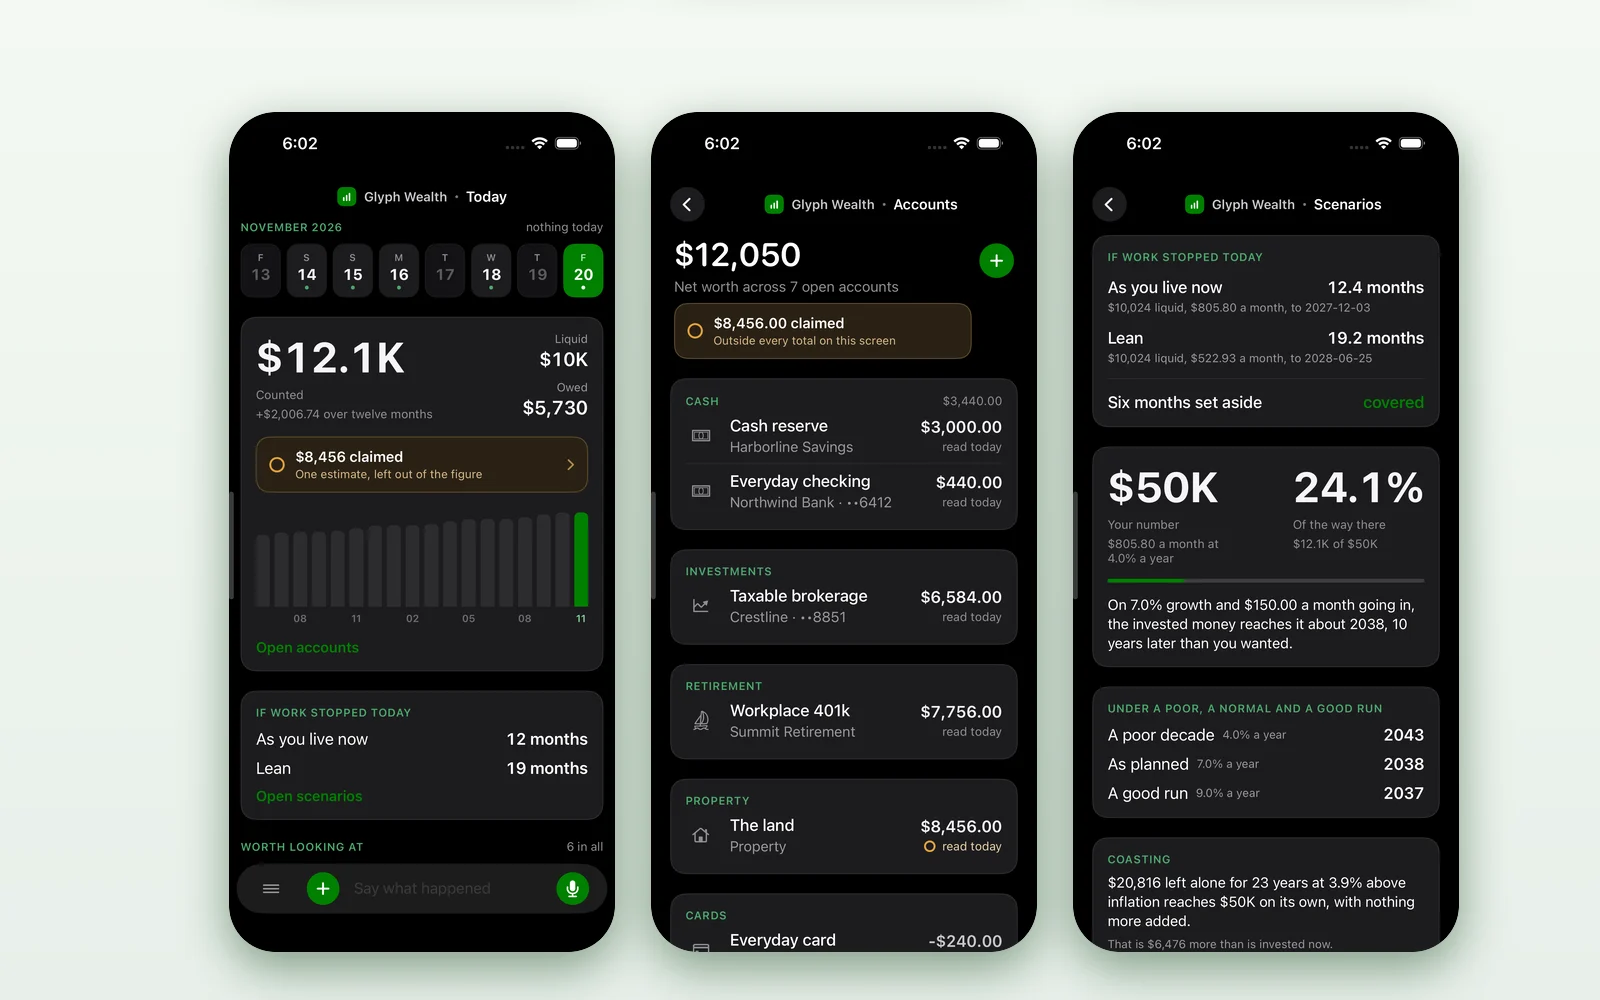 6:02
Glyph Wealth · Today
NOVEMBER 2026 nothing today
F S S M T W T F
13 14 15 16 17 18 19 20
$12.1K
Counted
+$2,006.74 over twelve months
Liquid
$10K
Owed
$5,730
$8,456 claimed
One estimate, left out of the figure
08 11 02 05 08 11
Open accounts
IF WORK STOPPED TODAY
As you live now 12 months
Lean 19 months
Open scenarios
WORTH LOOKING AT 6 in all
Say what happened
6:02
Glyph Wealth · Accounts
$12,050
Net worth across 7 open accounts
$8,456.00 claimed
Outside every total on this screen
CASH $3,440.00
Cash reserve $3,000.00
Harborline Savings read today
Everyday checking $440.00
Northwind Bank · ••6412 read today
INVESTMENTS
Taxable brokerage $6,584.00
Crestline · ••8851 read today
RETIREMENT
Workplace 401k $7,756.00
Summit Retirement read today
PROPERTY
The land $8,456.00
Property read today
CARDS
Everyday card -$240.00
6:02
Glyph Wealth · Scenarios
IF WORK STOPPED TODAY
As you live now 12.4 months
$10,024 liquid, $805.80 a month, to 2027-12-03
Lean 19.2 months
$10,024 liquid, $522.93 a month, to 2028-06-25
Six months set aside covered
$50K
Your number
$805.80 a month at
4.0% a year
24.1%
Of the way there
$12.1K of $50K
On 7.0% growth and $150.00 a month going in,
the invested money reaches it about 2038, 10
years later than you wanted.
UNDER A POOR, A NORMAL AND A GOOD RUN
A poor decade 4.0% a year 2043
As planned 7.0% a year 2038
A good run 9.0% a year 2037
COASTING
$20,816 left alone for 23 years at 3.9% above
inflation reaches $50K on its own, with nothing
more added.
That is $6,476 more than is invested now.